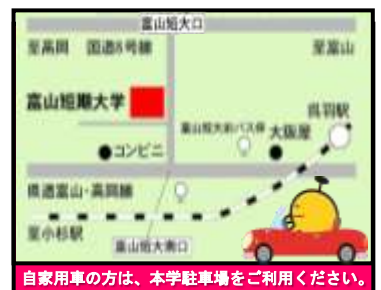 富山短大口
至高岡 国道8号線 至富山
富山短期大学
呉羽駅
富山短大前バス停 大阪屋
コンビニ
県道富山・高岡線
至小杉駅
富山短大南口
自家用車の方は、本学駐車場をご利用ください。